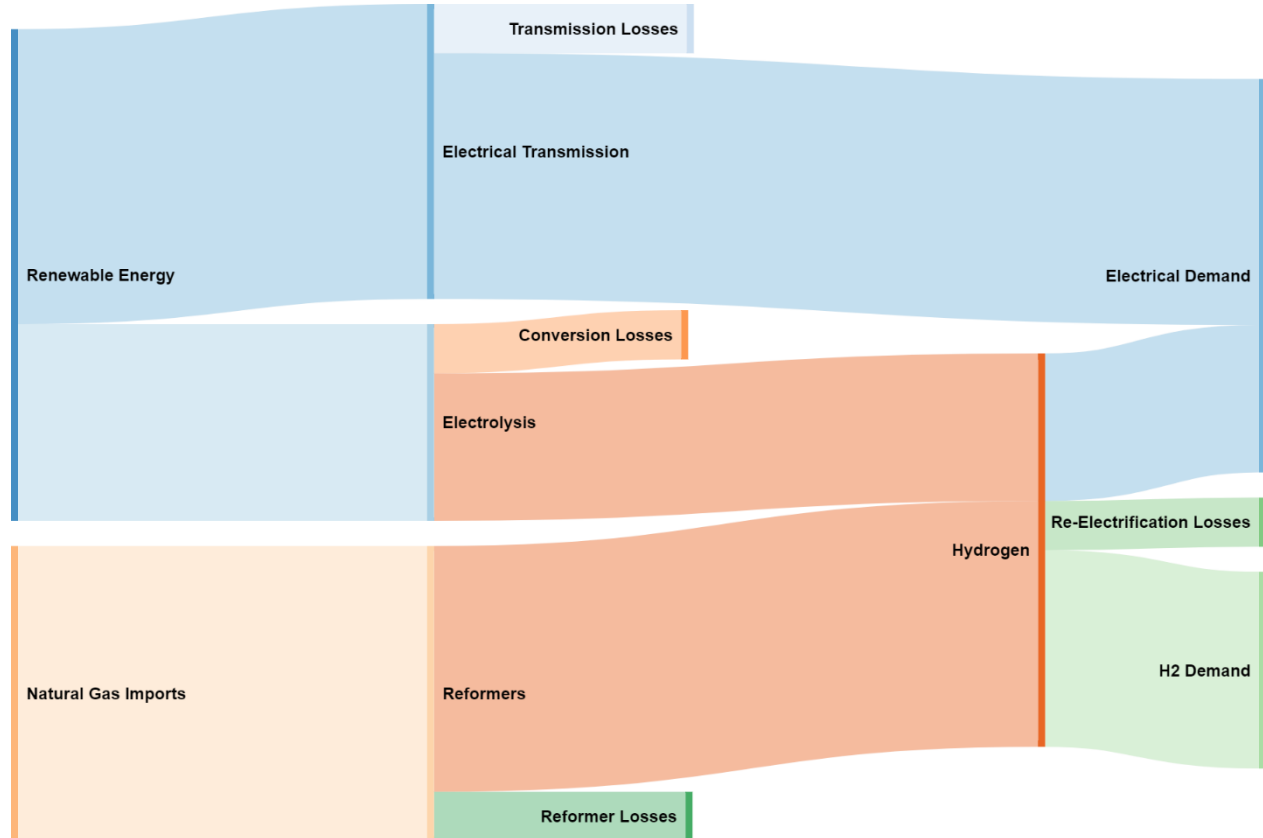 Transmission Losses
Electrical Transmission
Renewable Energy
Electrical Demand
Conversion Losses
Electrolysis
Re-Electrification Losses
Hydrogen
H2 Demand
Natural Gas Imports
Reformers
Reformer Losses